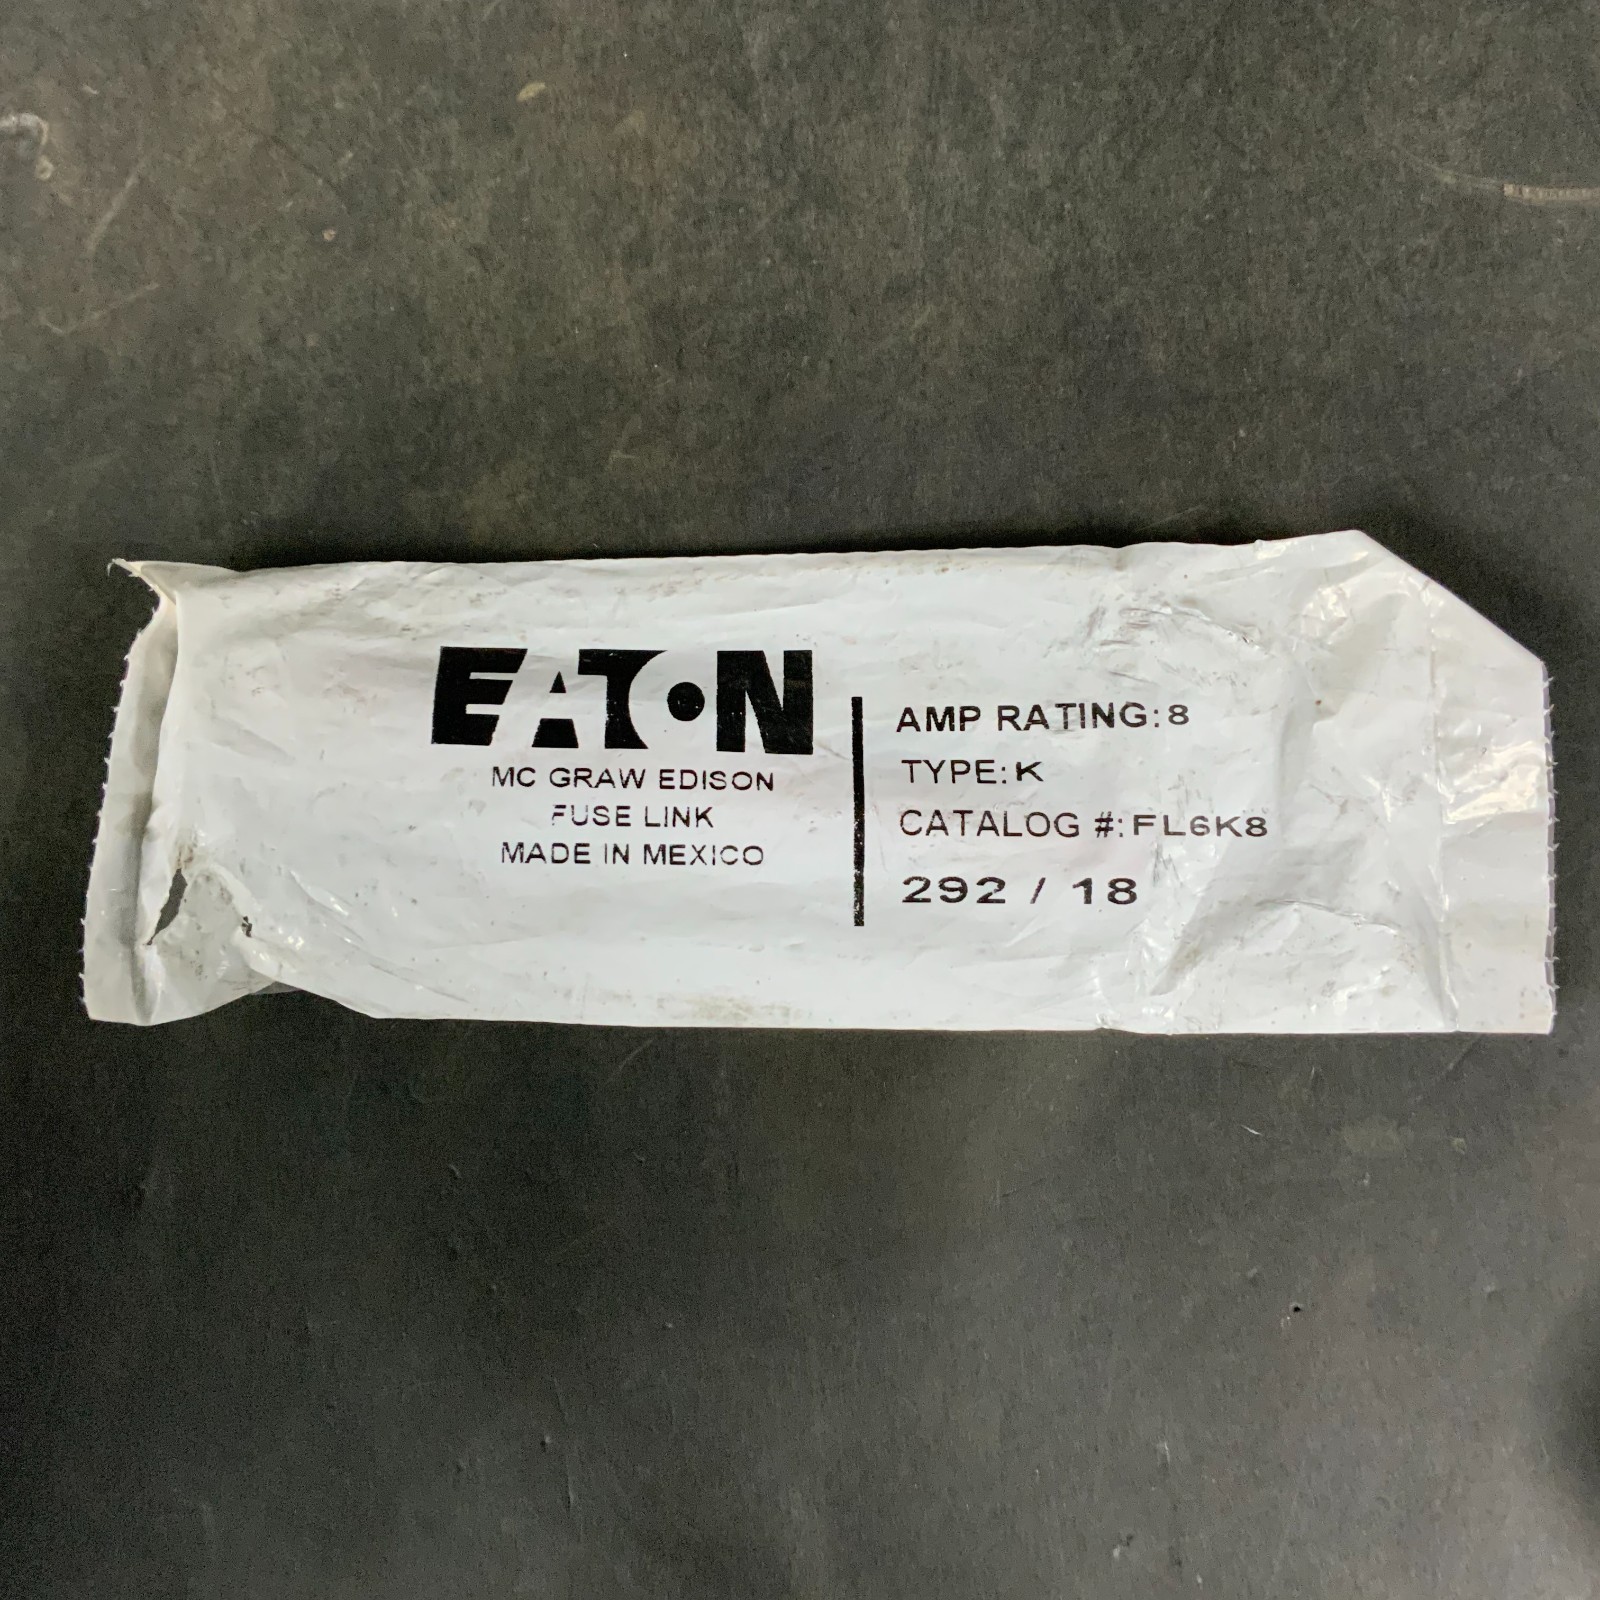 EATON
MC GRAW EDISON
FUSE LINK
MADE IN MEXICO
AMP RATING: 8
TYPE: K
CATALOG #: FL6K8
292 / 18